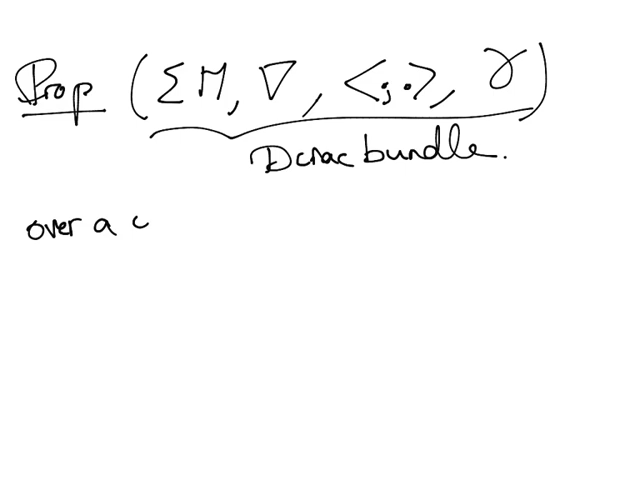 Prop (ΣM, ∇, <;.>, γ)
Dirac bundle.
over a c